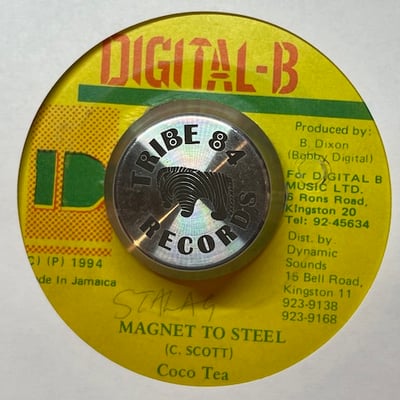 DIGITAL-B
Produced by:
B. Dixon
(Bobby Digital)
For DIGITAL B
MUSIC LTD.
6 Rons Road,
Kingston 20
Tel: 92-45634
Dist. by
Dynamic
Sounds
15 Bell Road,
Kingston 11
923-9138
923-9168
TRIBE 84
RECORDS
D
C) (P) 1994
de In Jamaica
STALAG
MAGNET TO STEEL
(C. SCOTT)
Coco Tea